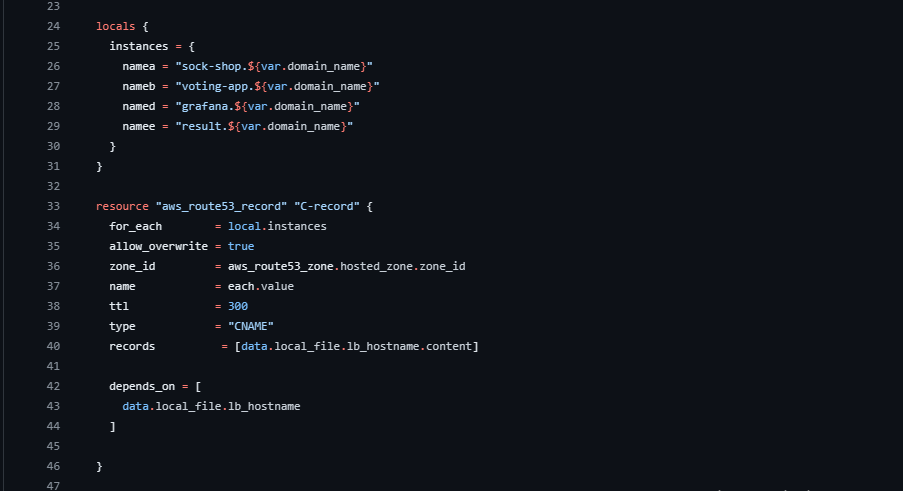 23
24 locals {
25 instances = {
26 namea = "sock-shop.${var.domain_name}"
27 nameb = "voting-app.${var.domain_name}"
28 named = "grafana.${var.domain_name}"
29 namee = "result.${var.domain_name}"
30 }
31 }
32
33 resource "aws_route53_record" "C-record" {
34 for_each = local.instances
35 allow_overwrite = true
36 zone_id = aws_route53_zone.hosted_zone.zone_id
37 name = each.value
38 ttl = 300
39 type = "CNAME"
40 records = [data.local_file.lb_hostname.content]
41
42 depends_on = [
43 data.local_file.lb_hostname
44 ]
45
46 }
47